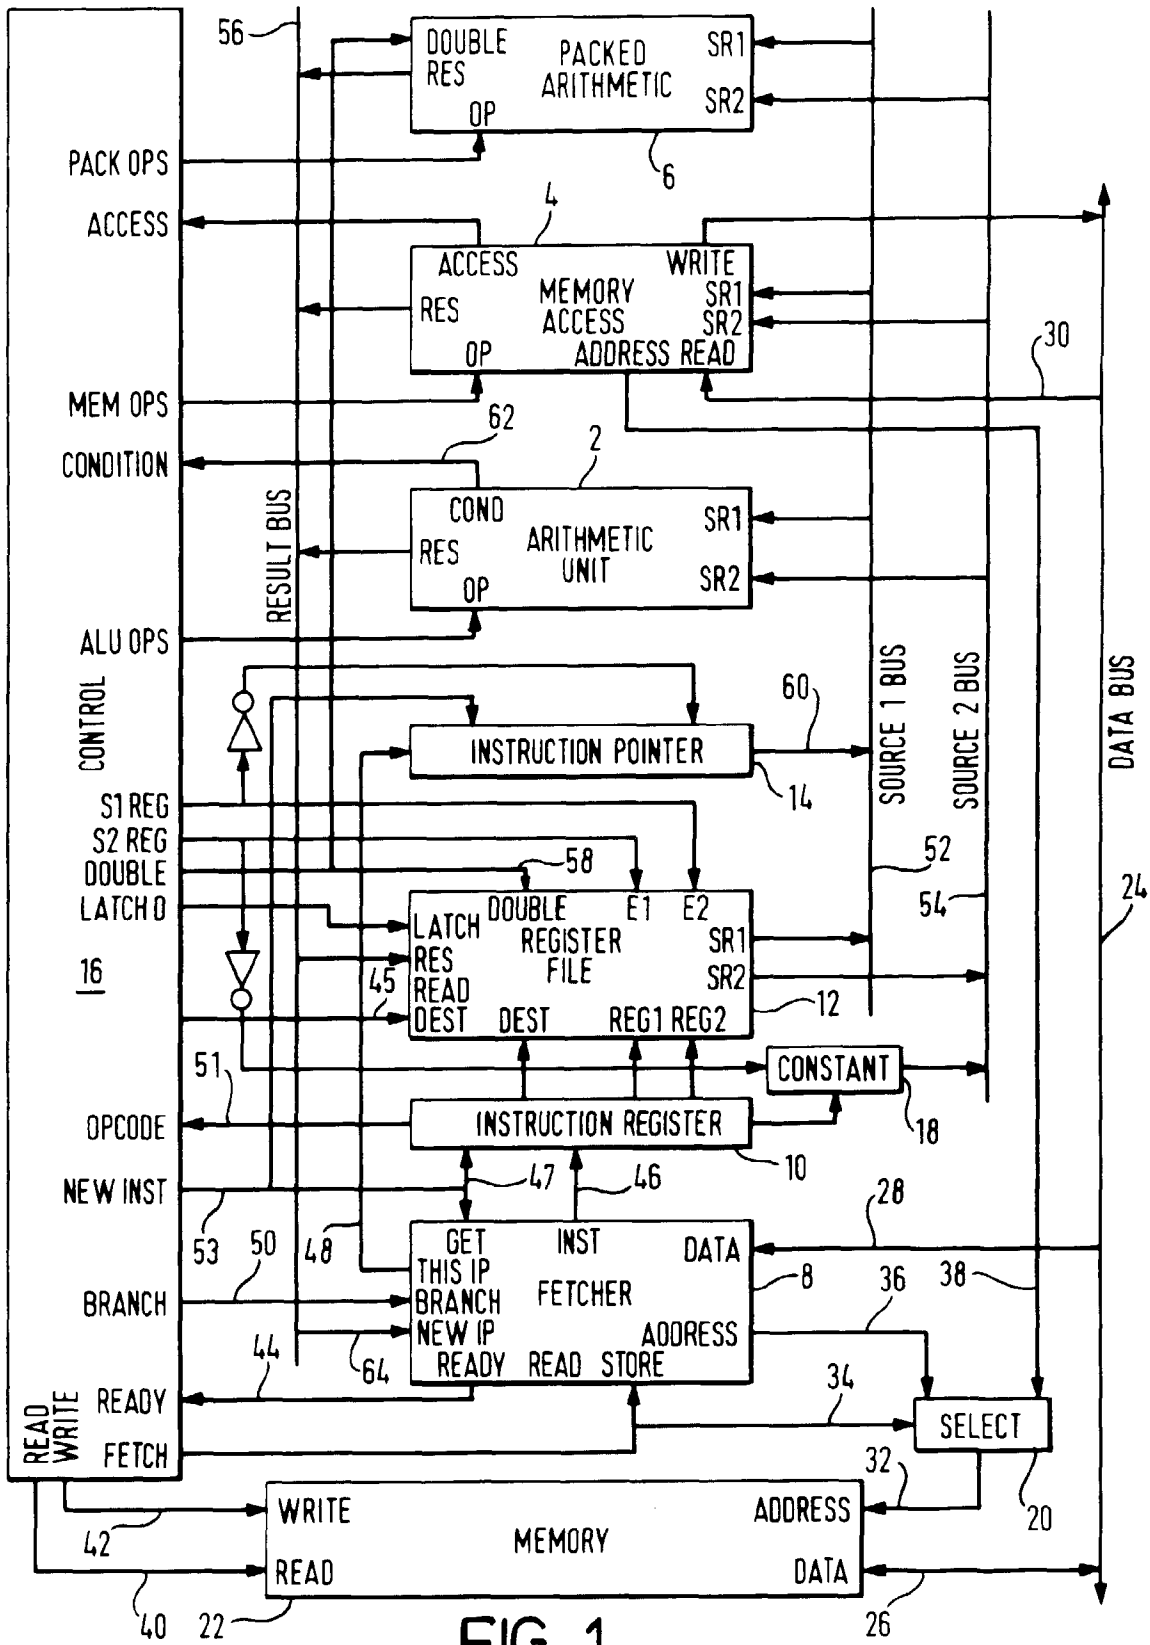 56
DOUBLE
RES
OP
PACKED
ARITHMETIC
SR1
SR2
6
PACK OPS
ACCESS
4
ACCESS
WRITE
RES
MEMORY
ACCESS
SR1
SR2
OP
ADDRESS READ
30
MEM OPS
CONDITION
62
2
COND
RES
OP
ARITHMETIC
UNIT
SR1
SR2
RESULT BUS
ALU OPS
CONTROL
INSTRUCTION POINTER
60
14
SOURCE 1 BUS
SOURCE 2 BUS
DATA BUS
S1 REG
S2 REG
DOUBLE
LATCH D
16
58
52
54
24
DOUBLE E1 E2
LATCH
RES
READ
DEST
REGISTER
FILE
SR1
SR2
45
DEST REG1 REG2
12
CONSTANT
18
51
OPCODE
INSTRUCTION REGISTER
10
NEW INST
53
48
47
46
28
GET INST
DATA
THIS IP
BRANCH
NEW IP
FETCHER
8
ADDRESS
READY READ STORE
36
38
50
BRANCH
64
44
READY
FETCH
READ
WRITE
34
SELECT
32
20
42
40
WRITE
READ
MEMORY
ADDRESS
DATA
22
26
FIG. 1